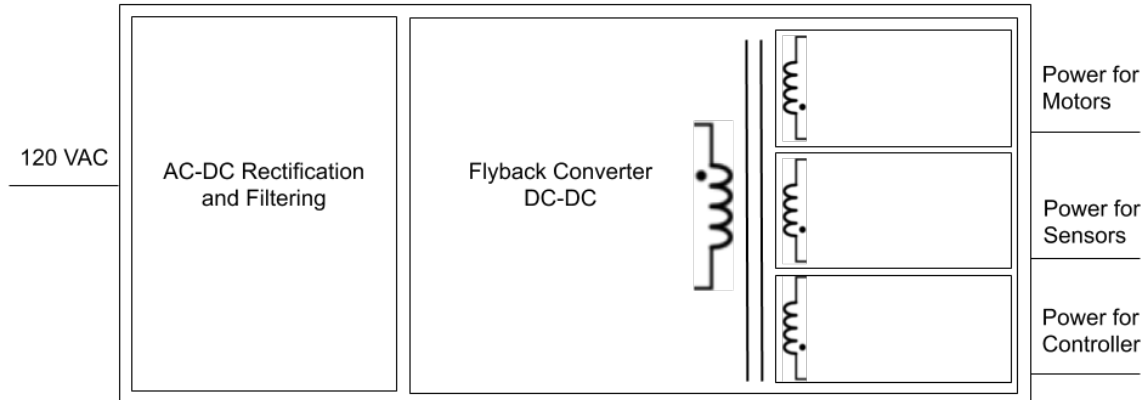 120 VAC
AC-DC Rectification
and Filtering
Flyback Converter
DC-DC
Power for
Motors
Power for
Sensors
Power for
Controller